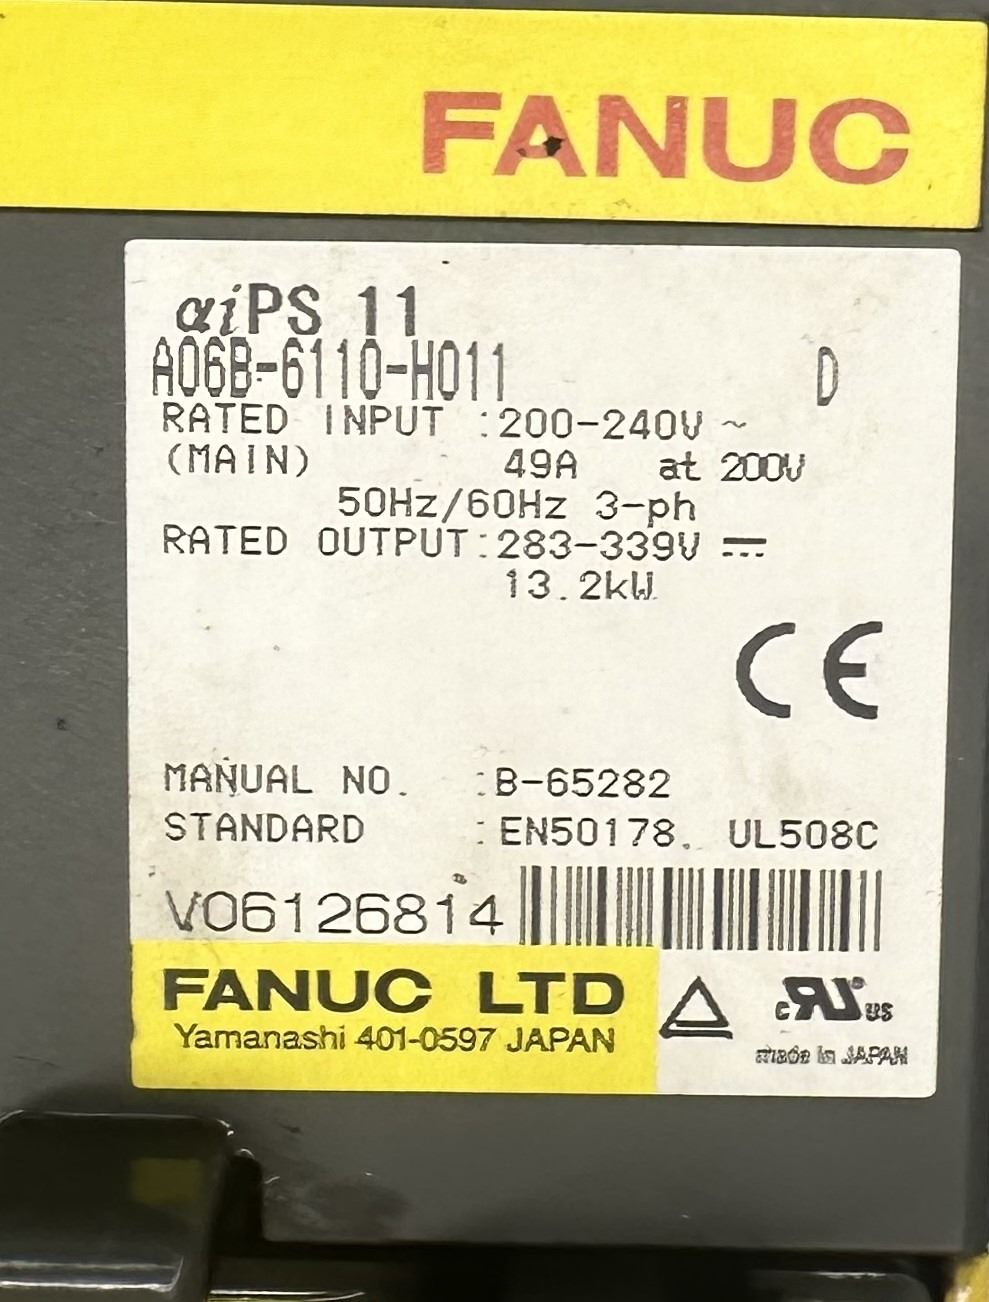 FANUC
αiPS 11
A06B-6110-H011 D
RATED INPUT :200-240V ~
(MAIN) 49A at 200V
50Hz/60Hz 3-ph
RATED OUTPUT:283-339V ⎓
13.2kW
CE
MANUAL NO. :B-65282
STANDARD :EN50178. UL508C
V06126814
FANUC LTD
Yamanashi 401-0597 JAPAN
c RU us
made in JAPAN